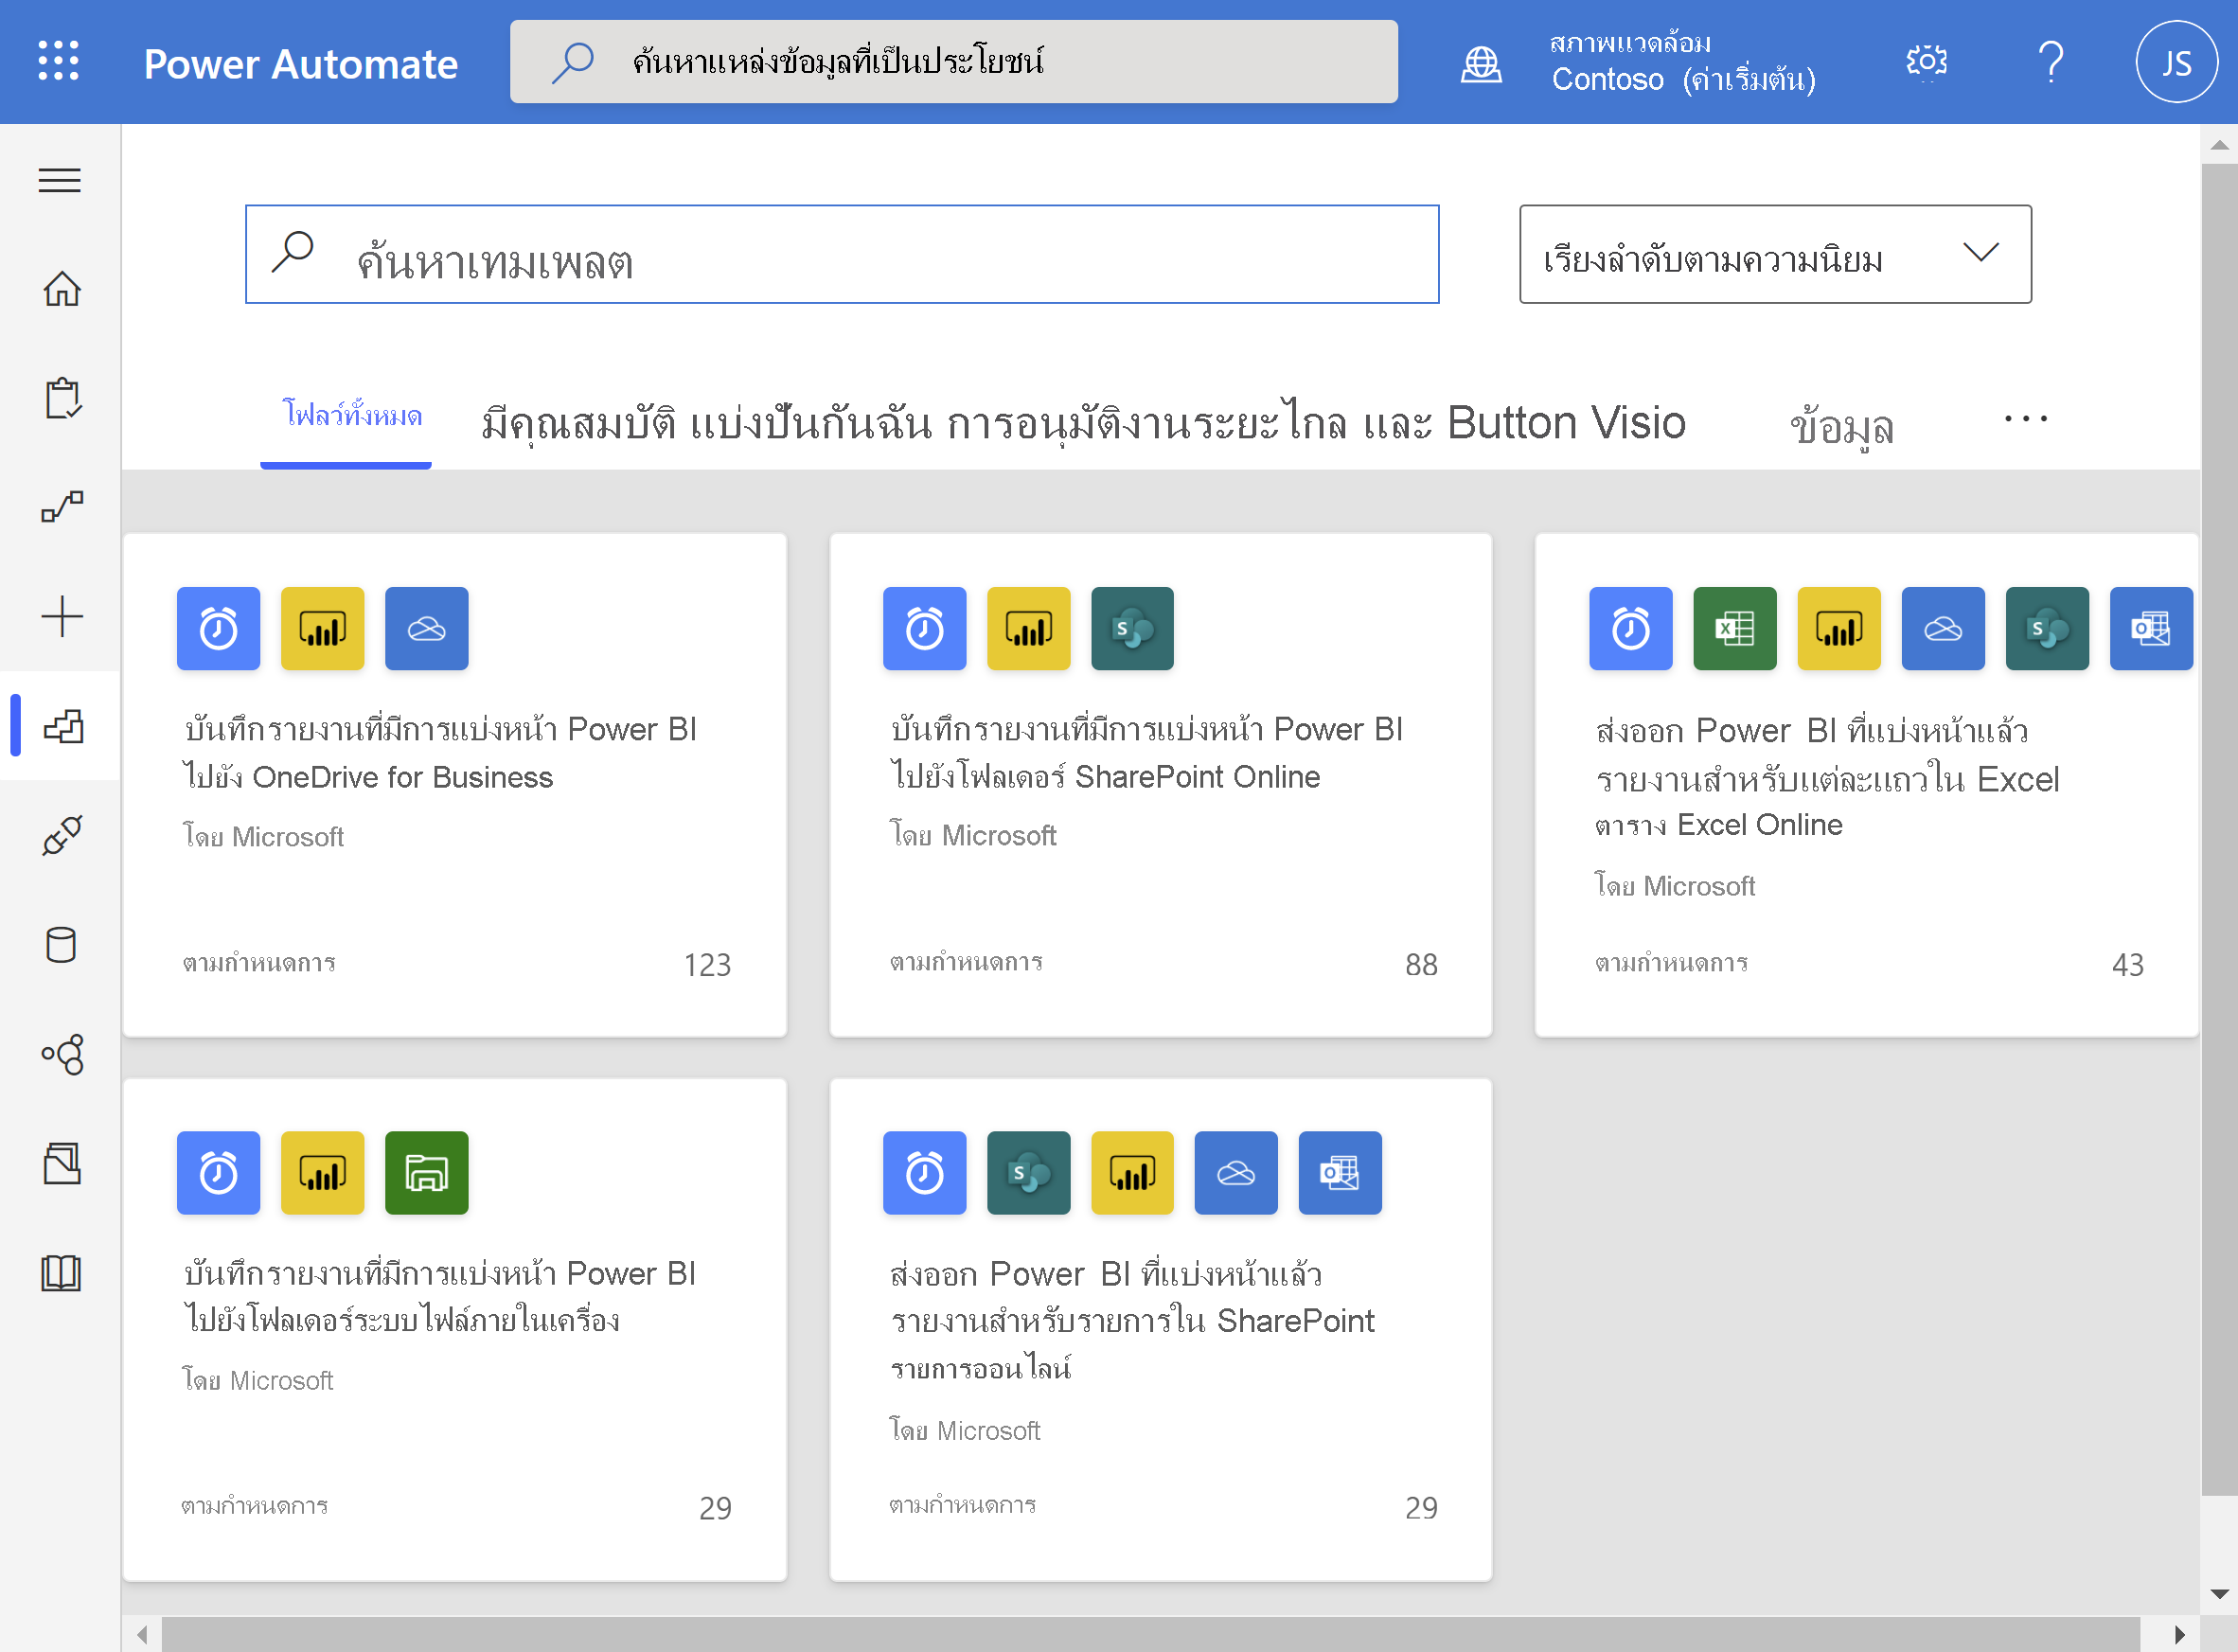 Power Automate
ค้นหาแหล่งข้อมูลที่เป็นประโยชน์
สภาพแวดล้อม
Contoso (ค่าเริ่มต้น)
JS
ค้นหาเทมเพลต
เรียงลำดับตามความนิยม
โฟลว์ทั้งหมด
มีคุณสมบัติ แบ่งปันกันฉัน การอนุมัติงานระยะไกล และ Button Visio
ข้อมูล
บันทึกรายงานที่มีการแบ่งหน้า Power BI
ไปยัง OneDrive for Business
โดย Microsoft
ตามกำหนดการ
123
บันทึกรายงานที่มีการแบ่งหน้า Power BI
ไปยังโฟลเดอร์ SharePoint Online
โดย Microsoft
ตามกำหนดการ
88
ส่งออก Power BI ที่แบ่งหน้าแล้ว
รายงานสำหรับแต่ละแถวใน Excel
ตาราง Excel Online
โดย Microsoft
ตามกำหนดการ
43
บันทึกรายงานที่มีการแบ่งหน้า Power BI
ไปยังโฟลเดอร์ระบบไฟล์ภายในเครื่อง
โดย Microsoft
ตามกำหนดการ
29
ส่งออก Power BI ที่แบ่งหน้าแล้ว
รายงานสำหรับรายการใน SharePoint
รายการออนไลน์
โดย Microsoft
ตามกำหนดการ
29